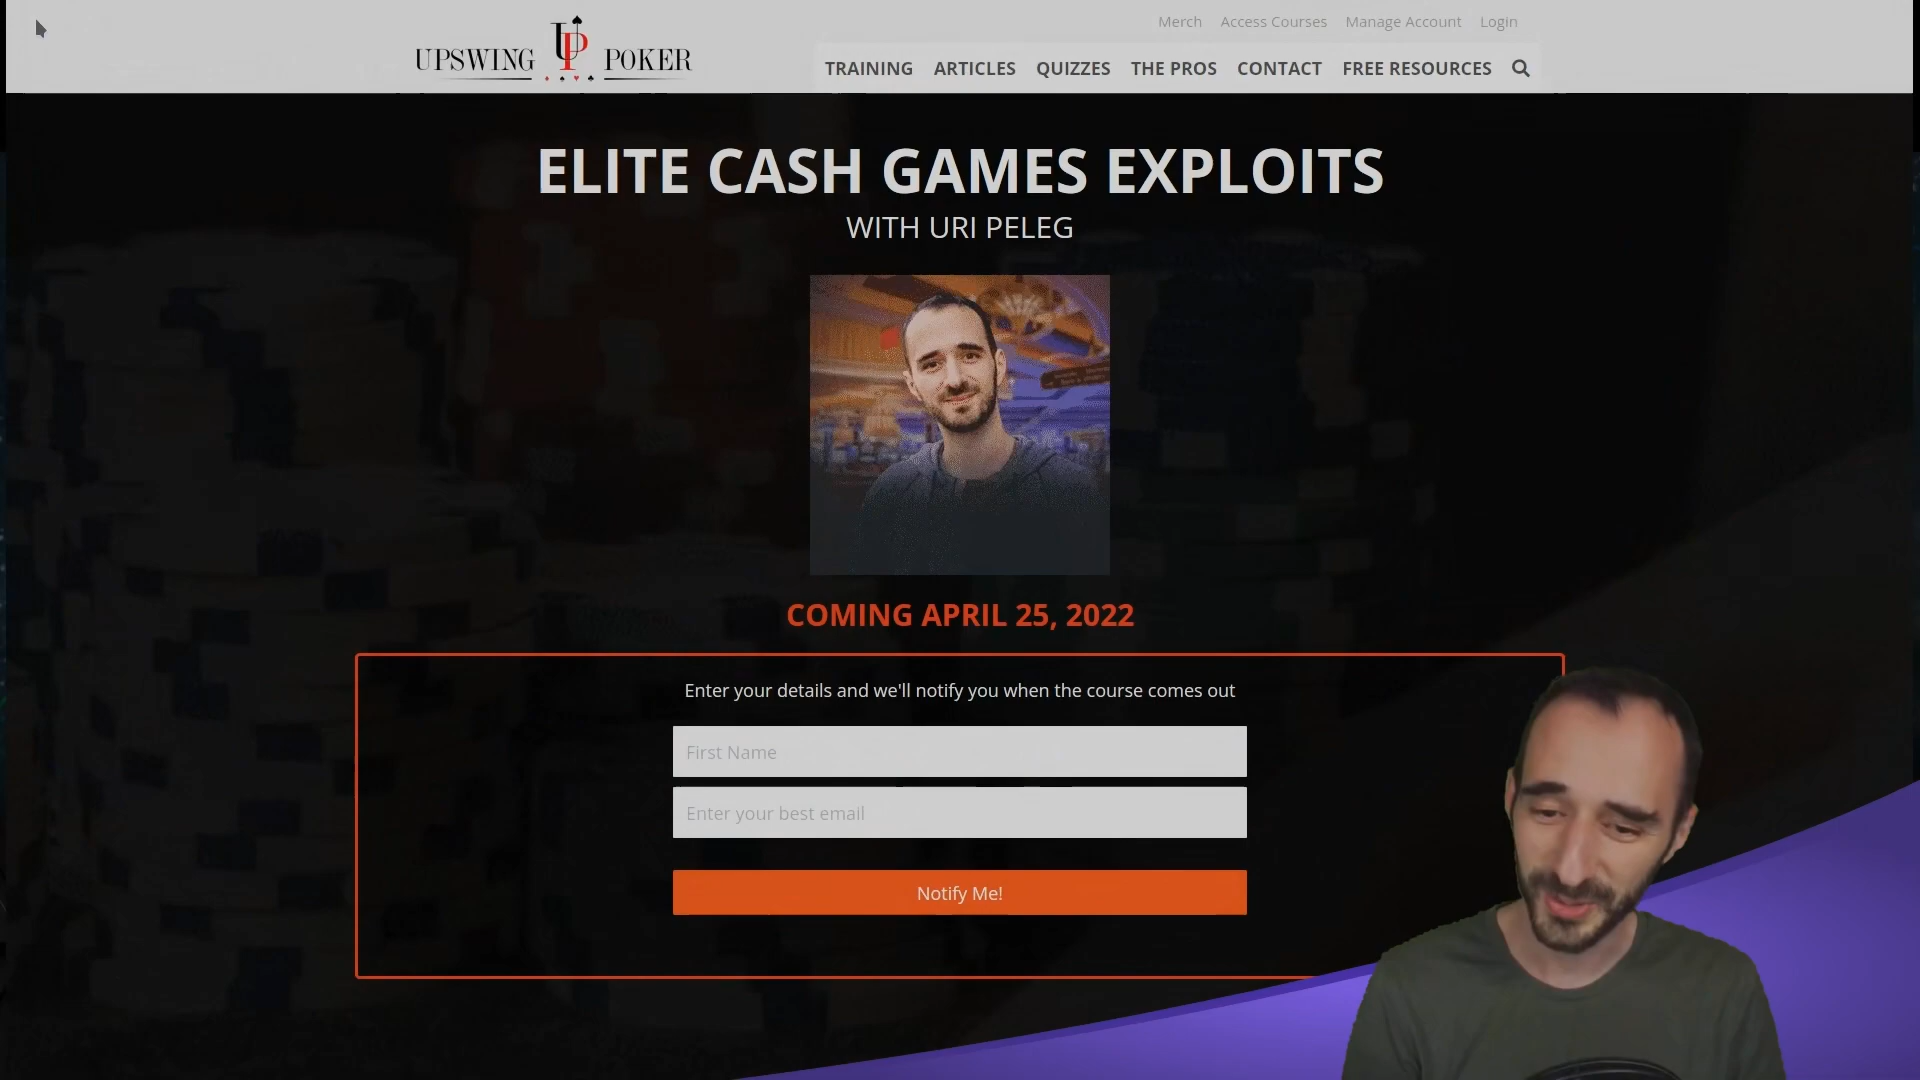 Merch Access Courses Manage Account Login
UPSWING UP POKER
TRAINING ARTICLES QUIZZES THE PROS CONTACT FREE RESOURCES
ELITE CASH GAMES EXPLOITS
WITH URI PELEG
COMING APRIL 25, 2022
Enter your details and we'll notify you when the course comes out
First Name
Enter your best email
Notify Me!